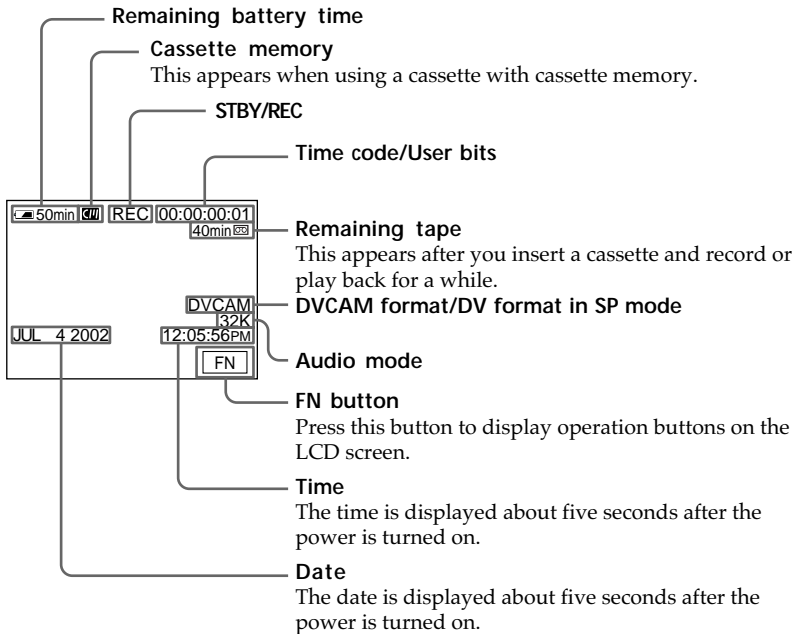 Remaining battery time
Cassette memory
This appears when using a cassette with cassette memory.
STBY/REC
Time code/User bits
50min CM REC 00:00:00:01
40min
Remaining tape
This appears after you insert a cassette and record or
play back for a while.
DVCAM
DVCAM format/DV format in SP mode
32K
JUL 4 2002 12:05:56PM
Audio mode
FN
FN button
Press this button to display operation buttons on the
LCD screen.
Time
The time is displayed about five seconds after the
power is turned on.
Date
The date is displayed about five seconds after the
power is turned on.